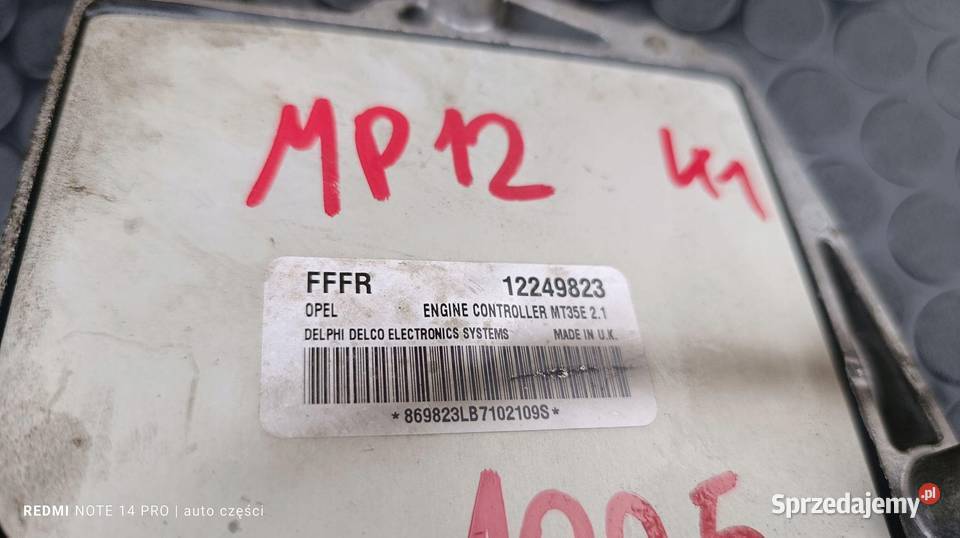 MP12 41
FFFR 12249823
OPEL ENGINE CONTROLLER MT35E 2.1
DELPHI DELCO ELECTRONICS SYSTEMS MADE IN U.K.
*869823LB7102109S*
REDMI NOTE 14 PRO | auto części
Sprzedajemy.pl